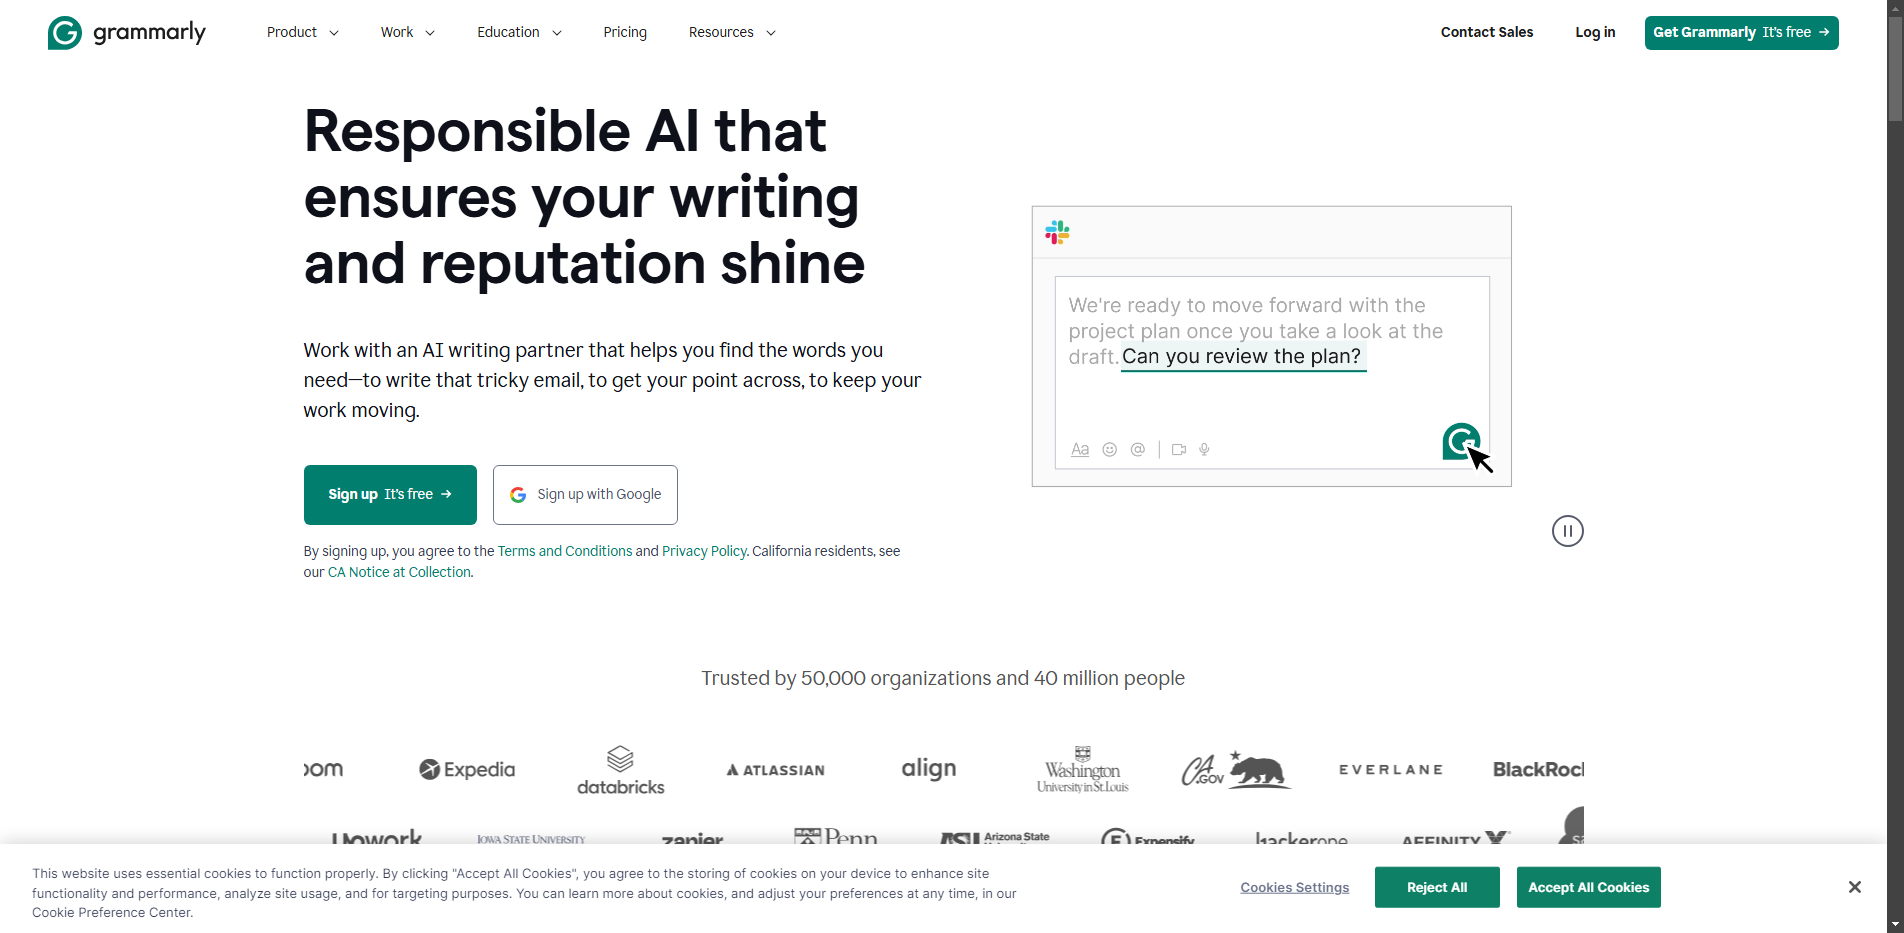 grammarly
Product
Work
Education
Pricing
Resources
Contact Sales
Log in
Get Grammarly It's free →
Responsible AI that
ensures your writing
and reputation shine
Work with an AI writing partner that helps you find the words you
need—to write that tricky email, to get your point across, to keep your
work moving.
Sign up It's free →
Sign up with Google
By signing up, you agree to the Terms and Conditions and Privacy Policy. California residents, see
our CA Notice at Collection.
We're ready to move forward with the
project plan once you take a look at the
draft. Can you review the plan?
Aa
Trusted by 50,000 organizations and 40 million people
Expedia
databricks
ATLASSIAN
align
Washington
University in St. Louis
CA
.GOV
EVERLANE
BlackRock
Upwork
IOWA STATE UNIVERSITY
zapier
Penn
ASU Arizona State
Expensify
hackerone
AFFINITY
This website uses essential cookies to function properly. By clicking "Accept All Cookies", you agree to the storing of cookies on your device to enhance site
functionality and performance, analyze site usage, and for targeting purposes. You can learn more about cookies, and adjust your preferences at any time, in our
Cookie Preference Center.
Cookies Settings
Reject All
Accept All Cookies